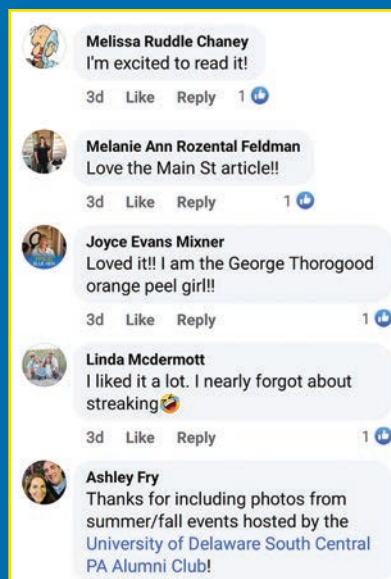 Melissa Ruddle Chaney
I'm excited to read it!
3d Like Reply 1
Melanie Ann Rozental Feldman
Love the Main St article!!
3d Like Reply 1
Joyce Evans Mixner
Loved it!! I am the George Thorogood
orange peel girl!!
3d Like Reply 1
Linda Mcdermott
I liked it a lot. I nearly forgot about
streaking🤣
3d Like Reply 1
Ashley Fry
Thanks for including photos from
summer/fall events hosted by the
University of Delaware South Central
PA Alumni Club!